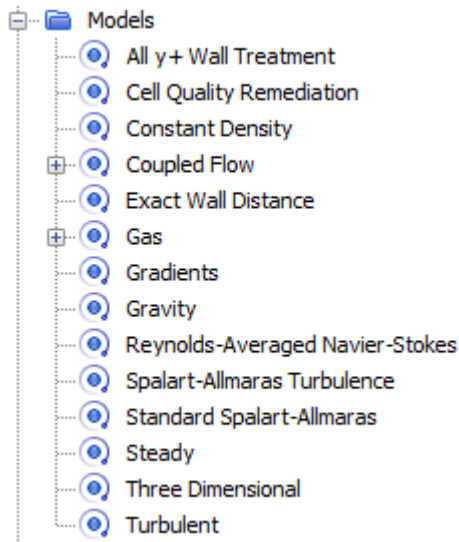 Models
All y+ Wall Treatment
Cell Quality Remediation
Constant Density
Coupled Flow
Exact Wall Distance
Gas
Gradients
Gravity
Reynolds-Averaged Navier-Stokes
Spalart-Allmaras Turbulence
Standard Spalart-Allmaras
Steady
Three Dimensional
Turbulent